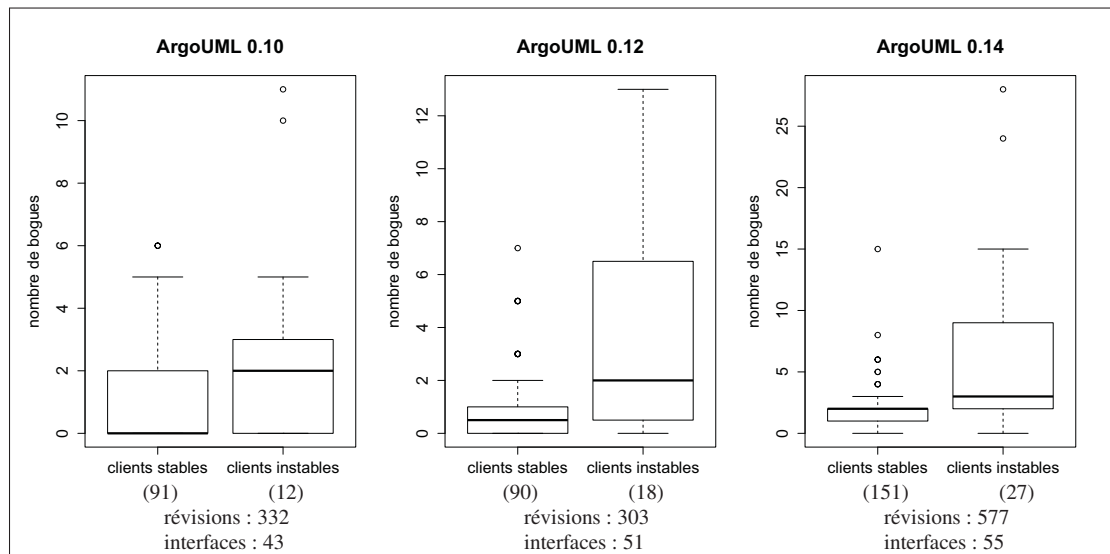 ArgoUML 0.10
nombre de bogues
10
8
6
4
2
0
clients stables
clients instables
(91)
(12)
révisions : 332
interfaces : 43
ArgoUML 0.12
nombre de bogues
12
10
8
6
4
2
0
clients stables
clients instables
(90)
(18)
révisions : 303
interfaces : 51
ArgoUML 0.14
nombre de bogues
25
20
15
10
5
0
clients stables
clients instables
(151)
(27)
révisions : 577
interfaces : 55